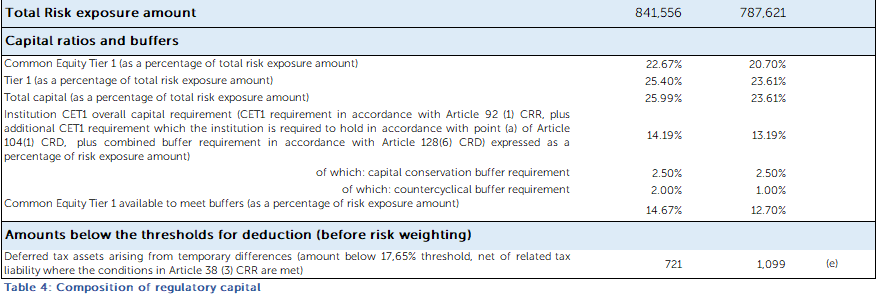 Total Risk exposure amount 841,556 787,621
Capital ratios and buffers
Common Equity Tier 1 (as a percentage of total risk exposure amount) 22.67% 20.70%
Tier 1 (as a percentage of total risk exposure amount) 25.40% 23.61%
Total capital (as a percentage of total risk exposure amount) 25.99% 23.61%
Institution CET1 overall capital requirement (CET1 requirement in accordance with Article 92 (1) CRR, plus
additional CET1 requirement which the institution is required to hold in accordance with point (a) of Article
104(1) CRD, plus combined buffer requirement in accordance with Article 128(6) CRD) expressed as a
percentage of risk exposure amount) 14.19% 13.19%
of which: capital conservation buffer requirement 2.50% 2.50%
of which: countercyclical buffer requirement 2.00% 1.00%
Common Equity Tier 1 available to meet buffers (as a percentage of risk exposure amount) 14.67% 12.70%
Amounts below the thresholds for deduction (before risk weighting)
Deferred tax assets arising from temporary differences (amount below 17,65% threshold, net of related tax
liability where the conditions in Article 38 (3) CRR are met) 721 1,099 (e)
Table 4: Composition of regulatory capital